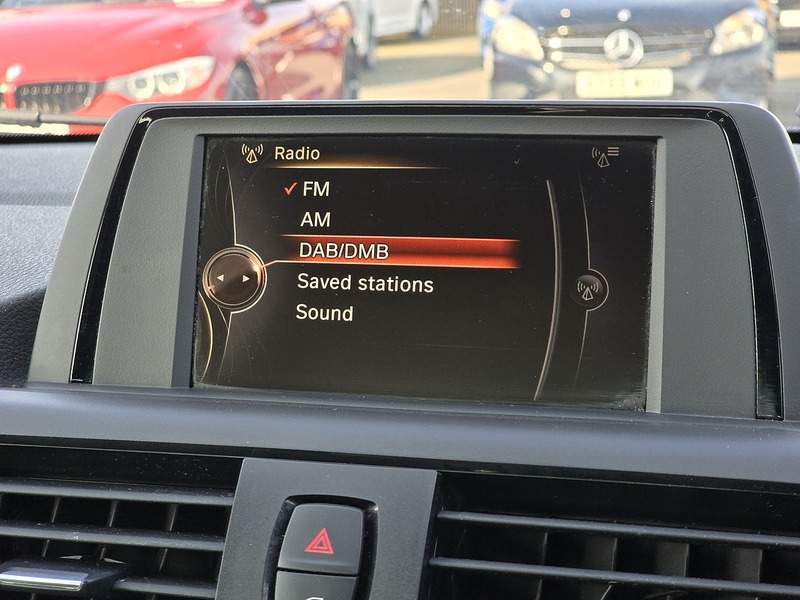 Radio
✓ FM
AM
DAB/DMB
Saved stations
Sound